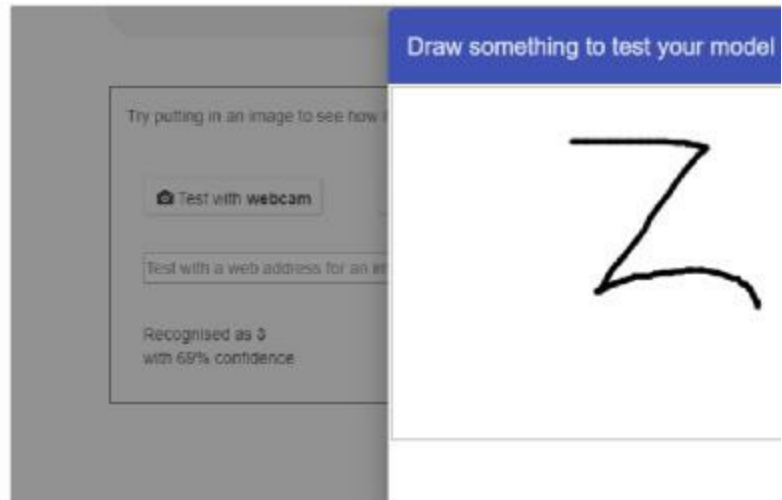 Draw something to test your model
Try putting in an image to see how
Test with webcam
Test with a web address for an
Recognised as 3
with 69% confidence